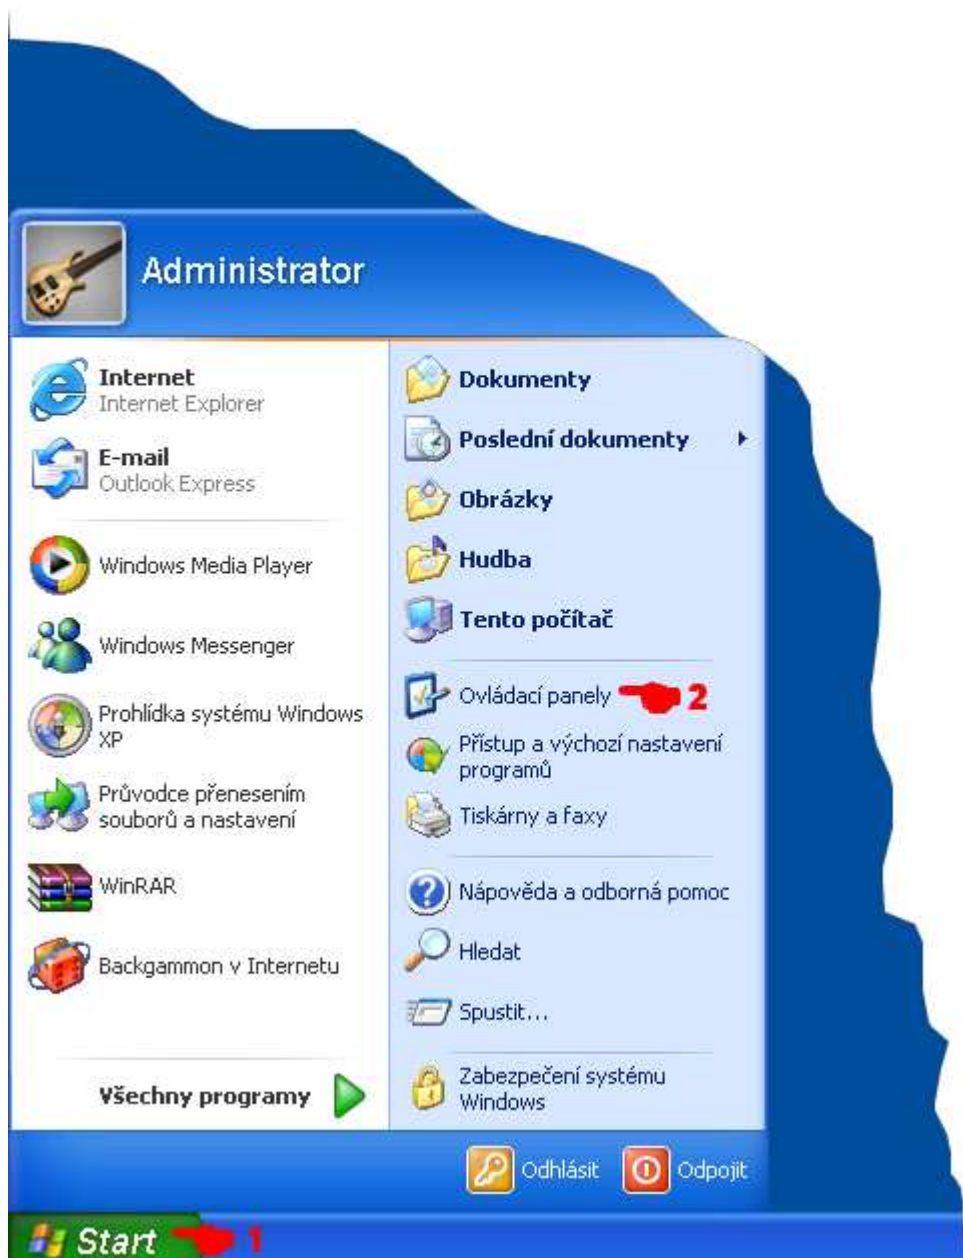 Administrator
Internet
Internet Explorer
E-mail
Outlook Express
Windows Media Player
Windows Messenger
Prohlídka systému Windows
XP
Průvodce přenesením
souborů a nastavení
WinRAR
Backgammon v Internetu
Všechny programy
Dokumenty
Poslední dokumenty
Obrázky
Hudba
Tento počítač
Ovládací panely 2
Přístup a výchozí nastavení
programů
Tiskárny a faxy
Nápověda a odborná pomoc
Hledat
Spustit...
Zabezpečení systému
Windows
Odhlásit
Odpojit
Start 1